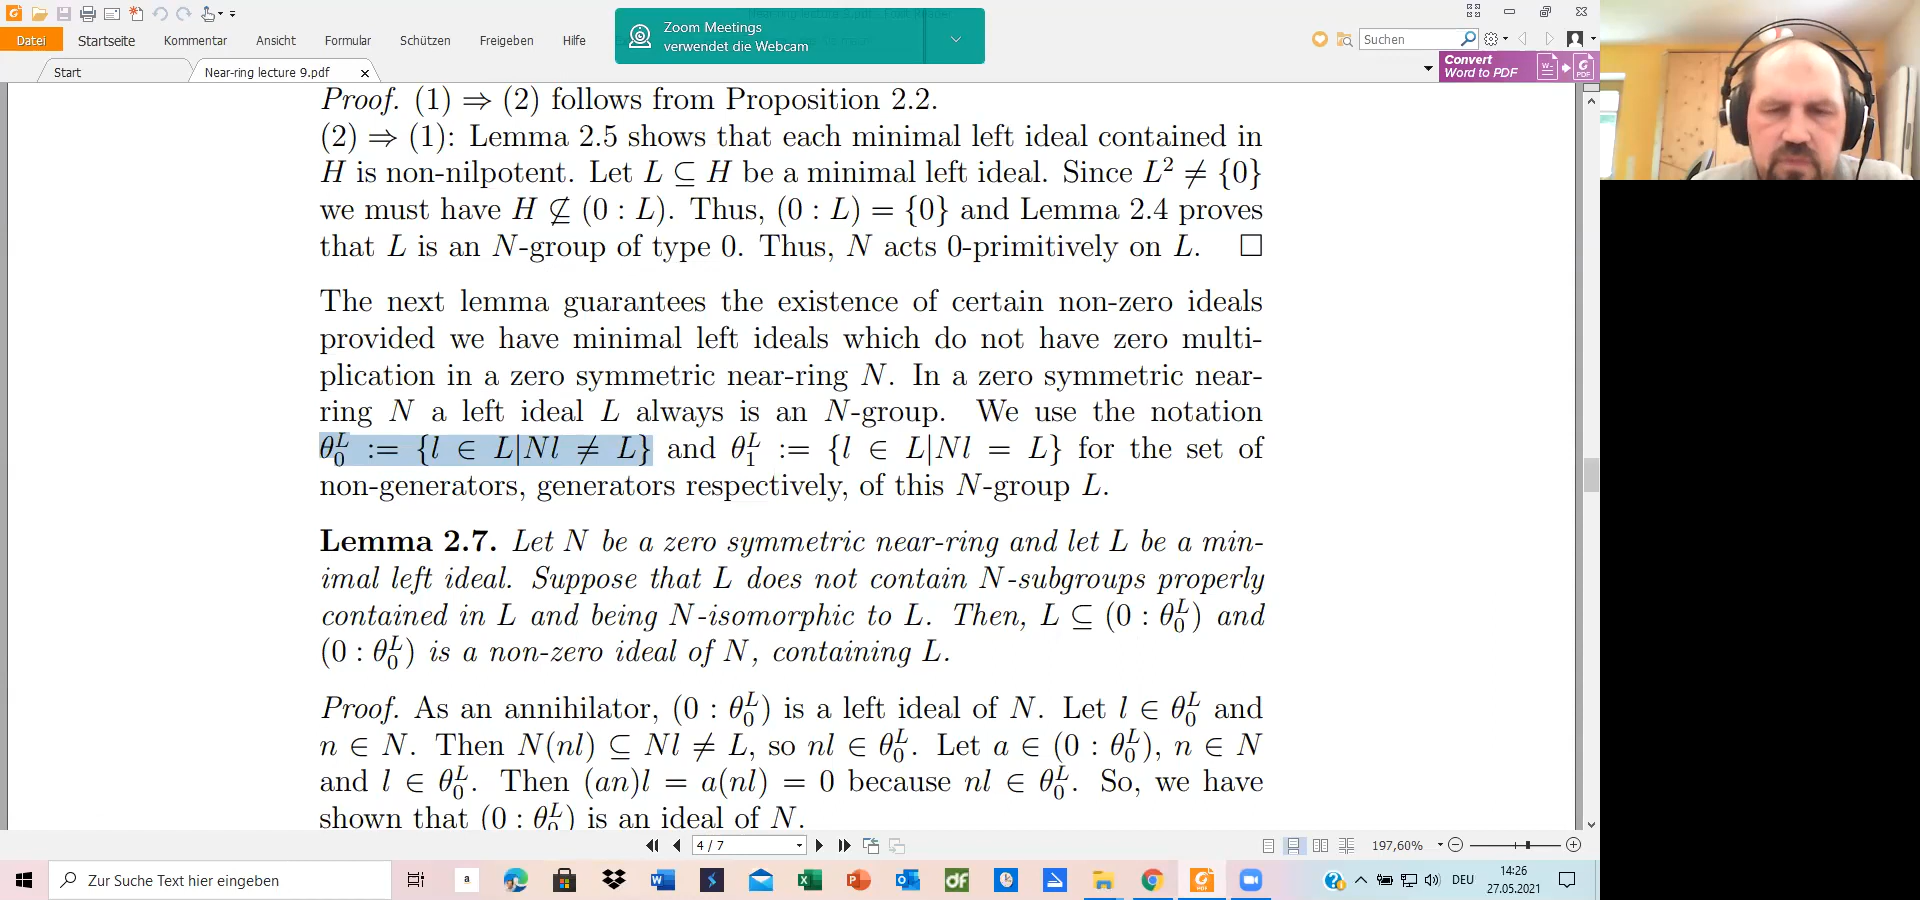 Zoom Meetings
verwendet die Webcam
Datei Startseite Kommentar Ansicht Formular Schützen Freigeben Hilfe
Suchen
Start
Near-ring lecture 9.pdf
Convert
Word to PDF
Proof. (1) ⇒ (2) follows from Proposition 2.2.
(2) ⇒ (1): Lemma 2.5 shows that each minimal left ideal contained in
H is non-nilpotent. Let L ⊆ H be a minimal left ideal. Since L² ≠ {0}
we must have H ⊈ (0 : L). Thus, (0 : L) = {0} and Lemma 2.4 proves
that L is an N-group of type 0. Thus, N acts 0-primitively on L. □
The next lemma guarantees the existence of certain non-zero ideals
provided we have minimal left ideals which do not have zero multi-
plication in a zero symmetric near-ring N. In a zero symmetric near-
ring N a left ideal L always is an N-group. We use the notation
θ₀ᴸ := {l ∈ L|Nl ≠ L} and θ₁ᴸ := {l ∈ L|Nl = L} for the set of
non-generators, generators respectively, of this N-group L.
Lemma 2.7. Let N be a zero symmetric near-ring and let L be a min-
imal left ideal. Suppose that L does not contain N-subgroups properly
contained in L and being N-isomorphic to L. Then, L ⊆ (0 : θ₀ᴸ) and
(0 : θ₀ᴸ) is a non-zero ideal of N, containing L.
Proof. As an annihilator, (0 : θ₀ᴸ) is a left ideal of N. Let l ∈ θ₀ᴸ and
n ∈ N. Then N(nl) ⊆ Nl ≠ L, so nl ∈ θ₀ᴸ. Let a ∈ (0 : θ₀ᴸ), n ∈ N
and l ∈ θ₀ᴸ. Then (an)l = a(nl) = 0 because nl ∈ θ₀ᴸ. So, we have
shown that (0 : θ₀ᴸ) is an ideal of N.
4 / 7
197,60%
Zur Suche Text hier eingeben
DEU
14:26
27.05.2021